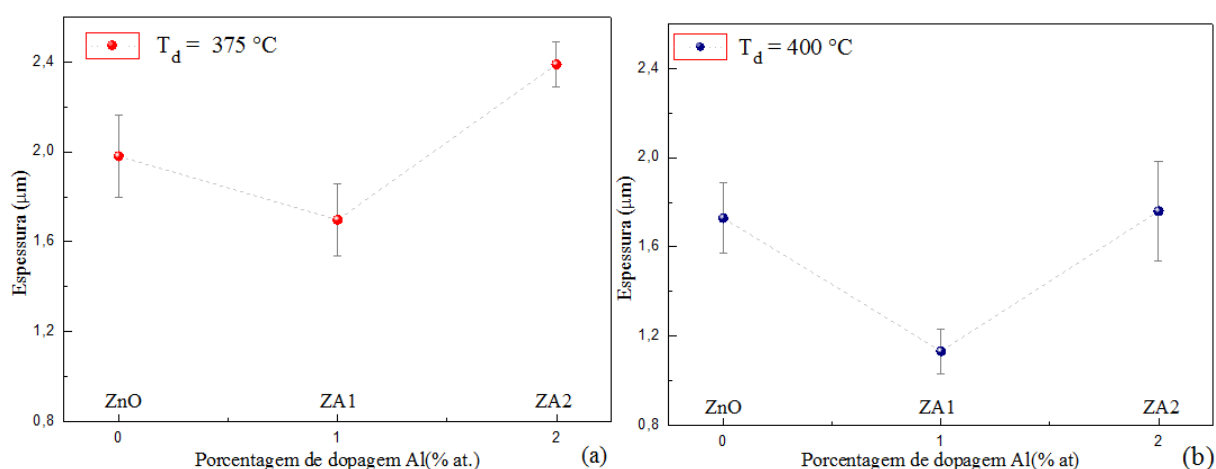 T_d = 375 °C
Espessura (μm)
2,4
2,0
1,6
1,2
0,8
ZnO ZA1 ZA2
0 1 2
Porcentagem de dopagem Al(% at.)
(a)
T_d = 400 °C
Espessura (μm)
2,4
2,0
1,6
1,2
0,8
ZnO ZA1 ZA2
0 1 2
Porcentagem de dopagem Al(% at)
(b)